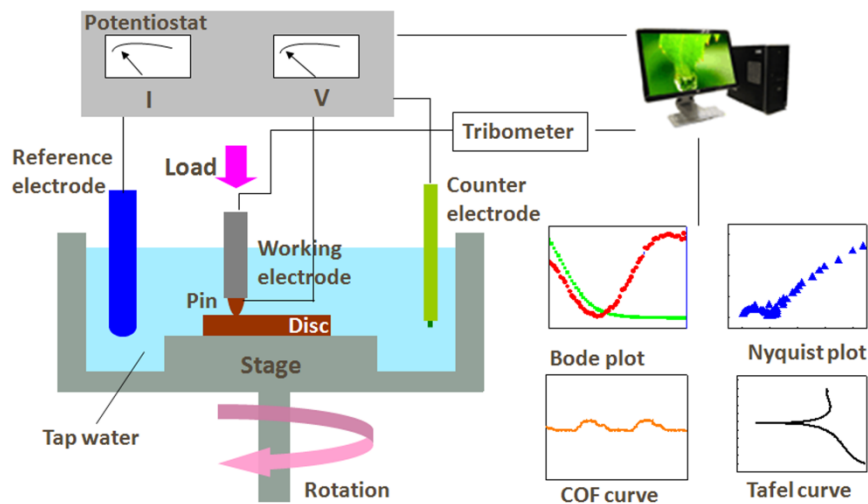 Potentiostat
I
V
Tribometer
Reference
electrode
Load
Counter
electrode
Working
electrode
Pin
Disc
Stage
Tap water
Rotation
Bode plot
Nyquist plot
COF curve
Tafel curve